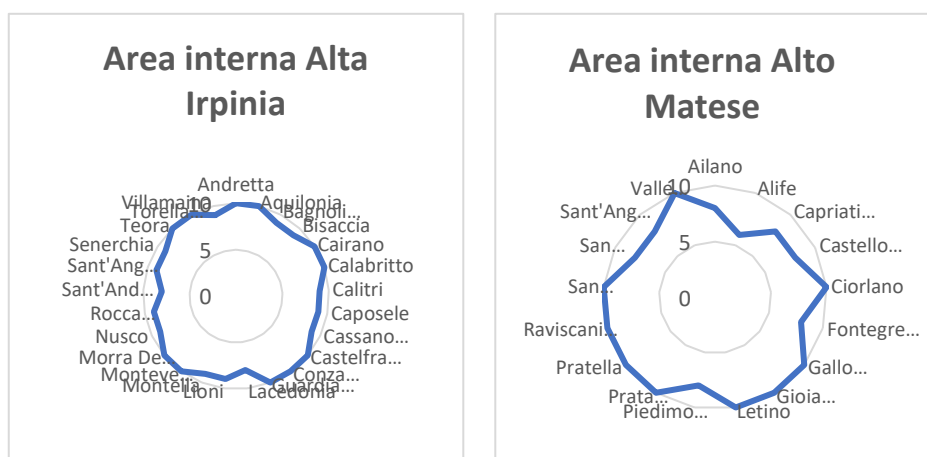 Area interna Alta
Irpinia
Andretta
Aquilonia
Bagnoli...
Bisaccia
Cairano
Calabritto
Calitri
Caposele
Cassano...
Castelfra...
Conza...
Guardia...
Lacedonia
Lioni
Montella
Monteve...
Morra De...
Nusco
Rocca...
Sant'And...
Sant'Ang...
Senerchia
Teora
Torella...
Villamaina
10
5
0
Area interna Alto
Matese
Ailano
Alife
Capriati...
Castello...
Ciorlano
Fontegre...
Gallo...
Gioia...
Letino
Piedimo...
Prata...
Pratella
Raviscani...
San...
San...
Sant'Ang...
Valle...
10
5
0